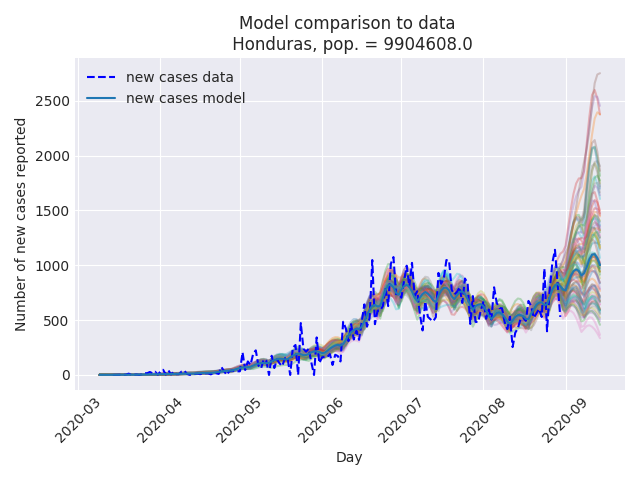 Model comparison to data
Honduras, pop. = 9904608.0
new cases data
new cases model
Number of new cases reported
2500
2000
1500
1000
500
0
2020-03
2020-04
2020-05
2020-06
2020-07
2020-08
2020-09
Day